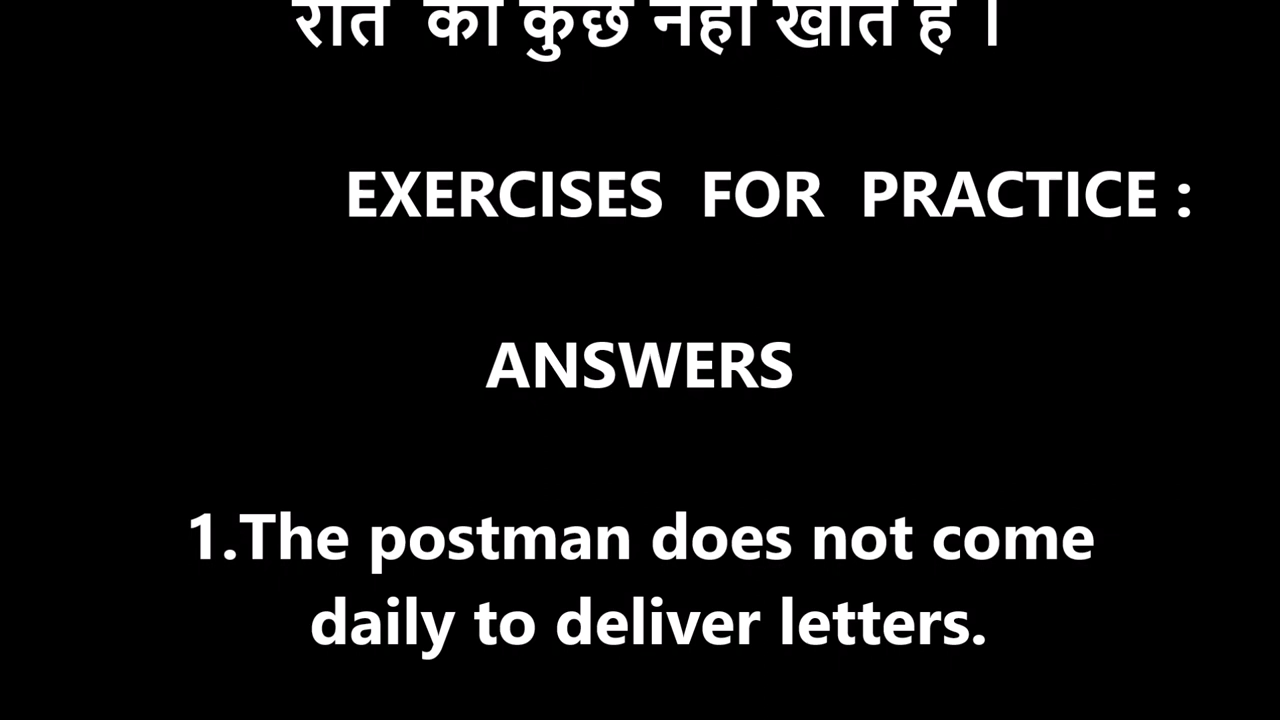 रात को कुछ नहीं खाते हैं ।
EXERCISES FOR PRACTICE :
ANSWERS
1.The postman does not come
daily to deliver letters.